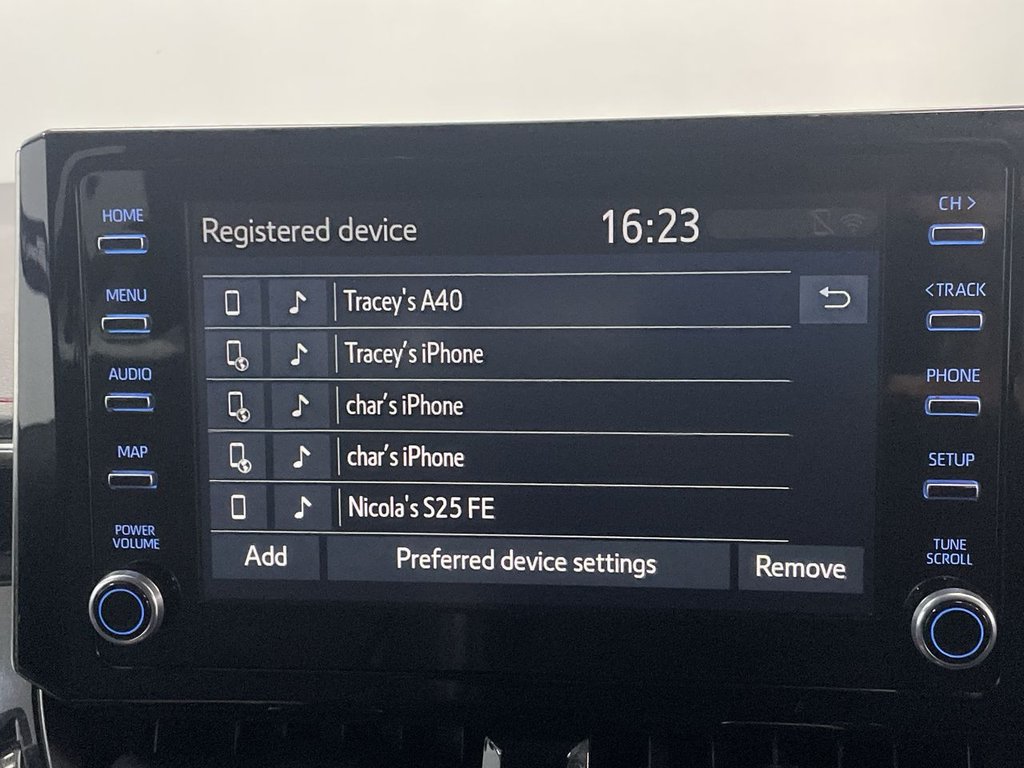 HOME
MENU
AUDIO
MAP
POWER
VOLUME
Registered device
16:23
Tracey's A40
Tracey’s iPhone
char’s iPhone
char’s iPhone
Nicola's S25 FE
Add
Preferred device settings
Remove
CH >
<TRACK
PHONE
SETUP
TUNE
SCROLL